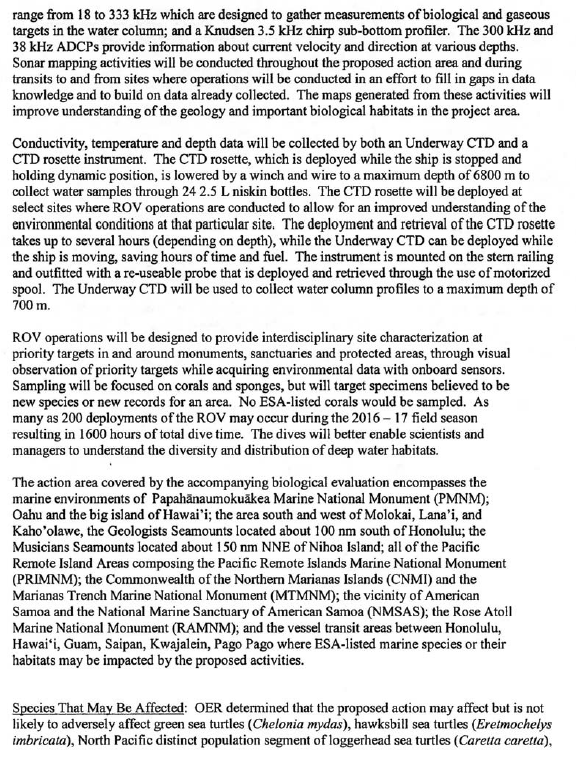 range from 18 to 333 kHz which are designed to gather measurements of biological and gaseous
targets in the water column; and a Knudsen 3.5 kHz chirp sub-bottom profiler.  The 300 kHz and
38 kHz ADCPs provide information about current velocity and direction at various depths.
Sonar mapping activities will be conducted throughout the proposed action area and during
transits to and from sites where operations will be conducted in an effort to fill in gaps in data
knowledge and to build on data already collected.  The maps generated from these activities will
improve understanding of the geology and important biological habitats in the project area.

Conductivity, temperature and depth data will be collected by both an Underway CTD and a
CTD rosette instrument.  The CTD rosette, which is deployed while the ship is stopped and
holding dynamic position, is lowered by a winch and wire to a maximum depth of 6800 m to
collect water samples through 24 2.5 L niskin bottles.  The CTD rosette will be deployed at
select sites where ROV operations are conducted to allow for an improved understanding of the
environmental conditions at that particular site.  The deployment and retrieval of the CTD rosette
takes up to several hours (depending on depth), while the Underway CTD can be deployed while
the ship is moving, saving hours of time and fuel.  The instrument is mounted on the stern railing
and outfitted with a re-useable probe that is deployed and retrieved through the use of motorized
spool.  The Underway CTD will be used to collect water column profiles to a maximum depth of
700 m.

ROV operations will be designed to provide interdisciplinary site characterization at
priority targets in and around monuments, sanctuaries and protected areas, through visual
observation of priority targets while acquiring environmental data with onboard sensors.
Sampling will be focused on corals and sponges, but will target specimens believed to be
new species or new records for an area.  No ESA-listed corals would be sampled.  As
many as 200 deployments of the ROV may occur during the 2016 – 17 field season
resulting in 1600 hours of total dive time.  The dives will better enable scientists and
managers to understand the diversity and distribution of deep water habitats.

The action area covered by the accompanying biological evaluation encompasses the
marine environments of  Papahānaumokuākea Marine National Monument (PMNM);
Oahu and the big island of Hawai'i; the area south and west of Molokai, Lana'i, and
Kaho'olawe, the Geologists Seamounts located about 100 nm south of Honolulu; the
Musicians Seamounts located about 150 nm NNE of Nihoa Island; all of the Pacific
Remote Island Areas composing the Pacific Remote Islands Marine National Monument
(PRIMNM); the Commonwealth of the Northern Marianas Islands (CNMI) and the
Marianas Trench Marine National Monument (MTMNM); the vicinity of American
Samoa and the National Marine Sanctuary of American Samoa (NMSAS); the Rose Atoll
Marine National Monument (RAMNM); and the vessel transit areas between Honolulu,
Hawai‘i, Guam, Saipan, Kwajalein, Pago Pago where ESA-listed marine species or their
habitats may be impacted by the proposed activities.

Species That May Be Affected:  OER determined that the proposed action may affect but is not
likely to adversely affect green sea turtles (Chelonia mydas), hawksbill sea turtles (Eretmochelys
imbricata), North Pacific distinct population segment of loggerhead sea turtles (Caretta caretta),